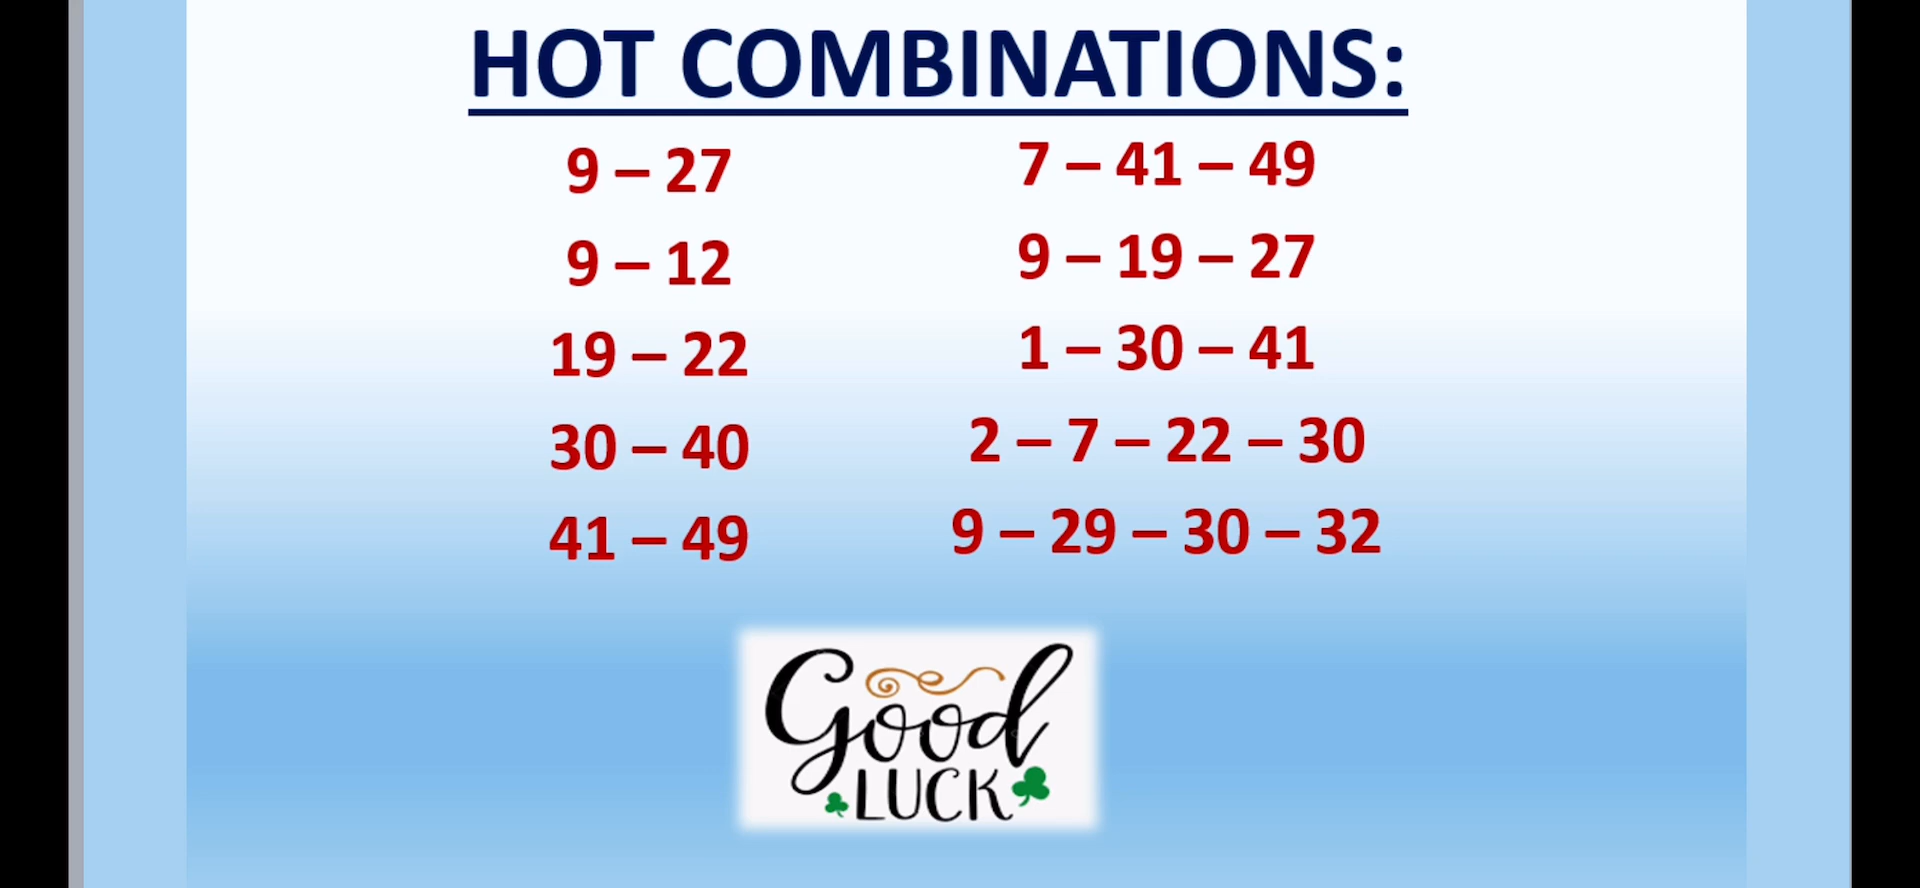 HOT COMBINATIONS:
9 – 27
9 – 12
19 – 22
30 – 40
41 – 49
7 – 41 – 49
9 – 19 – 27
1 – 30 – 41
2 – 7 – 22 – 30
9 – 29 – 30 – 32
Good
LUCK